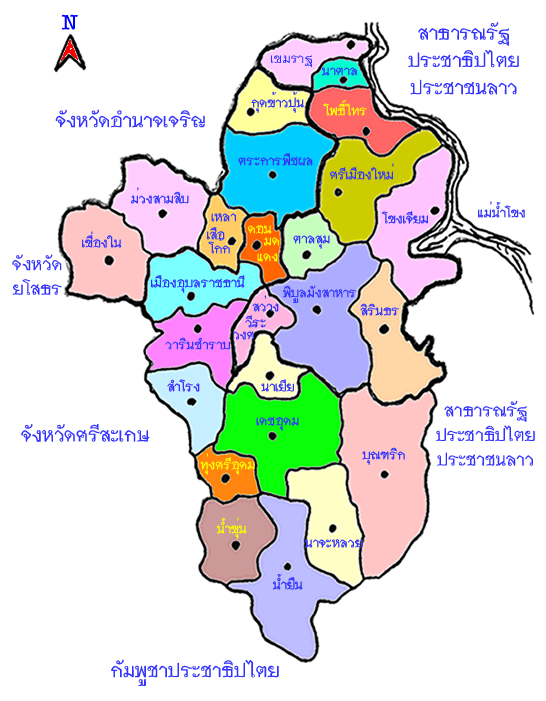 N
สาธารณรัฐ
ประชาธิปไตย
ประชาชนลาว
เขมราฐ
นาตาล
กุดข้าวปุ้น
โพธิ์ไทร
จังหวัดอำนาจเจริญ
ตระการพืชผล
ศรีเมืองใหม่
ม่วงสามสิบ
เหล่า
เสือ
โก้ก
ดอน
มด
แดง
ตาลสุม
โขงเจียม
แม่น้ำโขง
เขื่องใน
จังหวัด
ยโสธร
เมืองอุบลราชธานี
พิบูลมังสาหาร
สว่าง
วีระ
วงศ์
สิรินธร
วารินชำราบ
สำโรง
นาเยีย
จังหวัดศรีสะเกษ
เดชอุดม
สาธารณรัฐ
ประชาธิปไตย
ประชาชนลาว
บุณฑริก
ทุ่งศรีอุดม
น้ำขุ่น
นาจะหลวย
น้ำยืน
กัมพูชาประชาธิปไตย